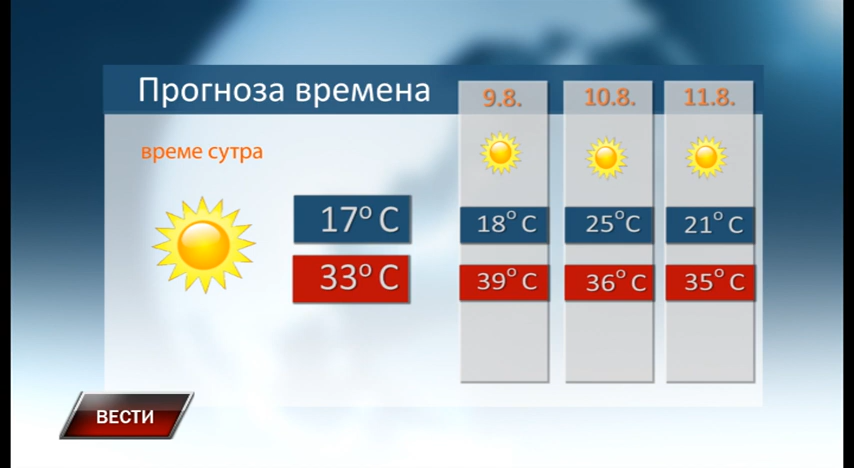 Прогноза времена
време сутра
17° C
33° C
9.8.
18° C
39° C
10.8.
25°C
36° C
11.8.
21° C
35° C
ВЕСТИ